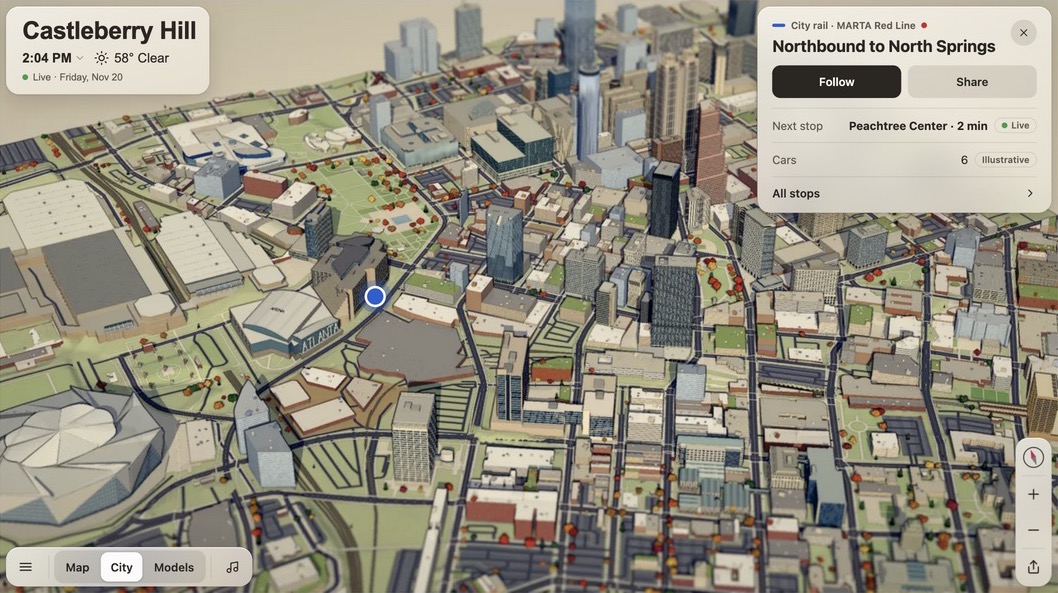 Castleberry Hill
2:04 PM 58° Clear
Live · Friday, Nov 20
City rail · MARTA Red Line
Northbound to North Springs
Follow Share
Next stop Peachtree Center · 2 min Live
Cars 6 Illustrative
All stops
ATLANTA
Map City Models